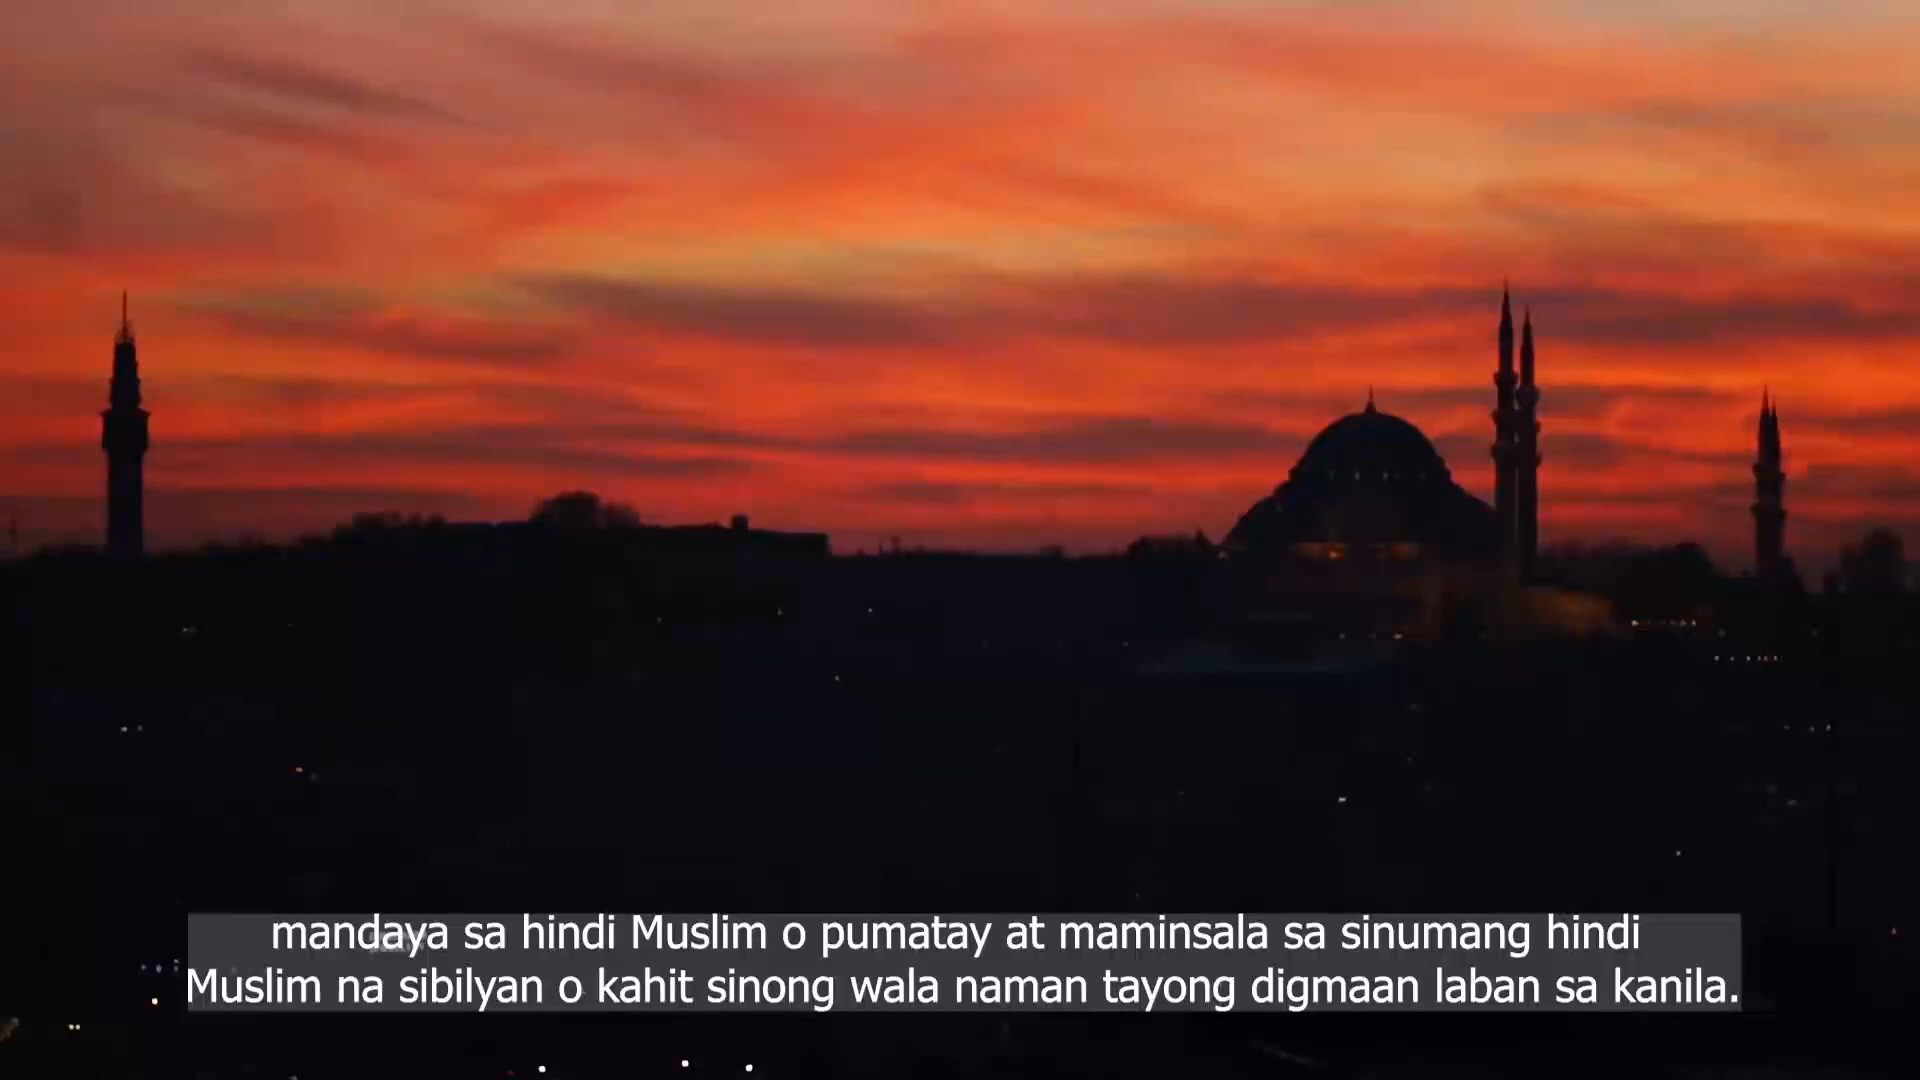 mandaya sa hindi Muslim o pumatay at maminsala sa sinumang hindi
Muslim na sibilyan o kahit sinong wala naman tayong digmaan laban sa kanila.